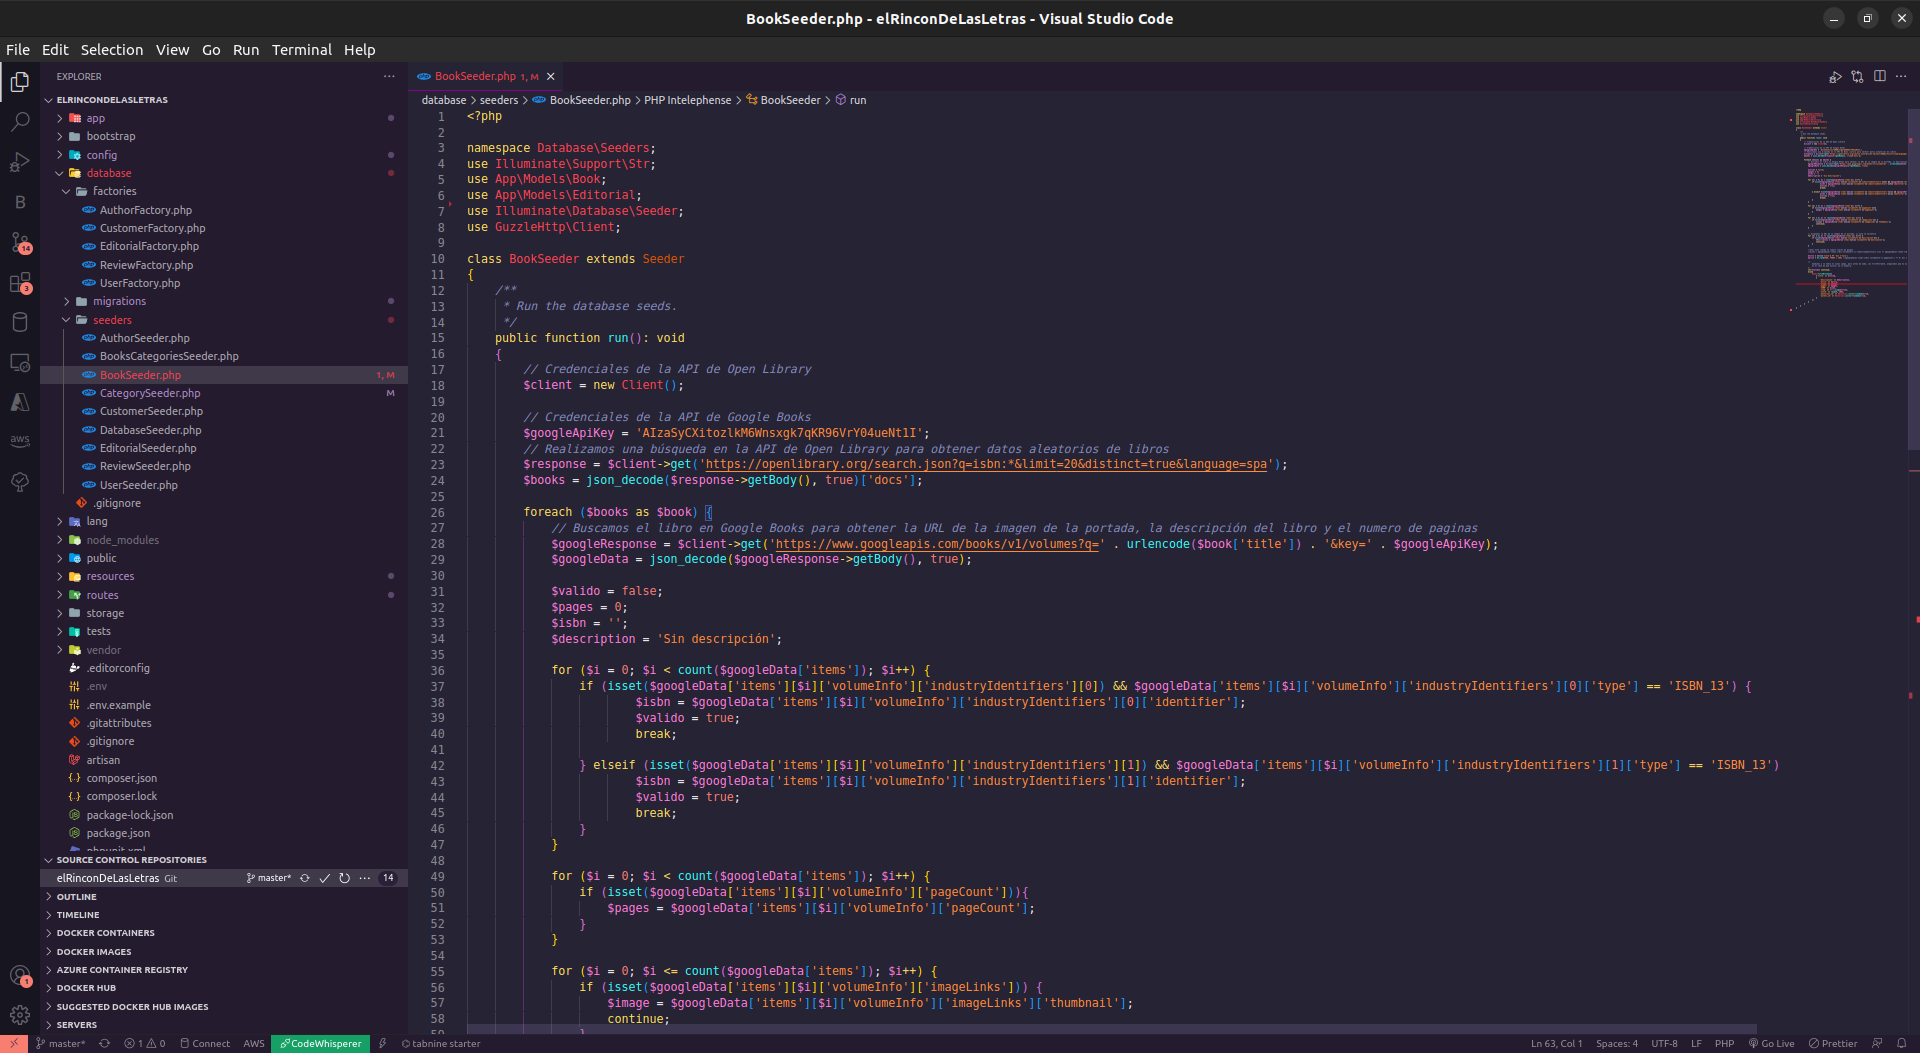 BookSeeder.php - elRinconDeLasLetras - Visual Studio Code
File Edit Selection View Go Run Terminal Help
EXPLORER
ELRINCONDELASLETRAS
app
bootstrap
config
database
factories
AuthorFactory.php
CustomerFactory.php
EditorialFactory.php
ReviewFactory.php
UserFactory.php
migrations
seeders
AuthorSeeder.php
BooksCategoriesSeeder.php
BookSeeder.php 1, M
CategorySeeder.php M
CustomerSeeder.php
DatabaseSeeder.php
EditorialSeeder.php
ReviewSeeder.php
UserSeeder.php
.gitignore
lang
node_modules
public
resources
routes
storage
tests
vendor
.editorconfig
.env
.env.example
.gitattributes
.gitignore
artisan
composer.json
composer.lock
package-lock.json
package.json
phpunit.xml
SOURCE CONTROL REPOSITORIES
elRinconDeLasLetras Git master* 14
OUTLINE
TIMELINE
DOCKER CONTAINERS
DOCKER IMAGES
AZURE CONTAINER REGISTRY
DOCKER HUB
SUGGESTED DOCKER HUB IMAGES
SERVERS
B
14
3
aws
1
BookSeeder.php 1, M
database > seeders > BookSeeder.php > PHP Intelephense > BookSeeder > run
1 <?php
2
3 namespace Database\Seeders;
4 use Illuminate\Support\Str;
5 use App\Models\Book;
6 use App\Models\Editorial;
7 use Illuminate\Database\Seeder;
8 use GuzzleHttp\Client;
9
10 class BookSeeder extends Seeder
11 {
12 /**
13 * Run the database seeds.
14 */
15 public function run(): void
16 {
17 // Credenciales de la API de Open Library
18 $client = new Client();
19
20 // Credenciales de la API de Google Books
21 $googleApiKey = 'AIzaSyCXitozlkM6Wnsxgk7qKR96VrY04ueNt1I';
22 // Realizamos una búsqueda en la API de Open Library para obtener datos aleatorios de libros
23 $response = $client->get('https://openlibrary.org/search.json?q=isbn:*&limit=20&distinct=true&language=spa');
24 $books = json_decode($response->getBody(), true)['docs'];
25
26 foreach ($books as $book) {
27 // Buscamos el libro en Google Books para obtener la URL de la imagen de la portada, la descripción del libro y el numero de paginas
28 $googleResponse = $client->get('https://www.googleapis.com/books/v1/volumes?q=' . urlencode($book['title']) . '&key=' . $googleApiKey);
29 $googleData = json_decode($googleResponse->getBody(), true);
30
31 $valido = false;
32 $pages = 0;
33 $isbn = '';
34 $description = 'Sin descripción';
35
36 for ($i = 0; $i < count($googleData['items']); $i++) {
37 if (isset($googleData['items'][$i]['volumeInfo']['industryIdentifiers'][0]) && $googleData['items'][$i]['volumeInfo']['industryIdentifiers'][0]['type'] == 'ISBN_13') {
38 $isbn = $googleData['items'][$i]['volumeInfo']['industryIdentifiers'][0]['identifier'];
39 $valido = true;
40 break;
41
42 } elseif (isset($googleData['items'][$i]['volumeInfo']['industryIdentifiers'][1]) && $googleData['items'][$i]['volumeInfo']['industryIdentifiers'][1]['type'] == 'ISBN_13')
43 $isbn = $googleData['items'][$i]['volumeInfo']['industryIdentifiers'][1]['identifier'];
44 $valido = true;
45 break;
46 }
47 }
48
49 for ($i = 0; $i < count($googleData['items']); $i++) {
50 if (isset($googleData['items'][$i]['volumeInfo']['pageCount'])){
51 $pages = $googleData['items'][$i]['volumeInfo']['pageCount'];
52 }
53 }
54
55 for ($i = 0; $i <= count($googleData['items']); $i++) {
56 if (isset($googleData['items'][$i]['volumeInfo']['imageLinks'])) {
57 $image = $googleData['items'][$i]['volumeInfo']['imageLinks']['thumbnail'];
58 continue;
59 }
master* 1 0 Connect AWS CodeWhisperer tabnine starter
Ln 63, Col 1 Spaces: 4 UTF-8 LF PHP Go Live Prettier